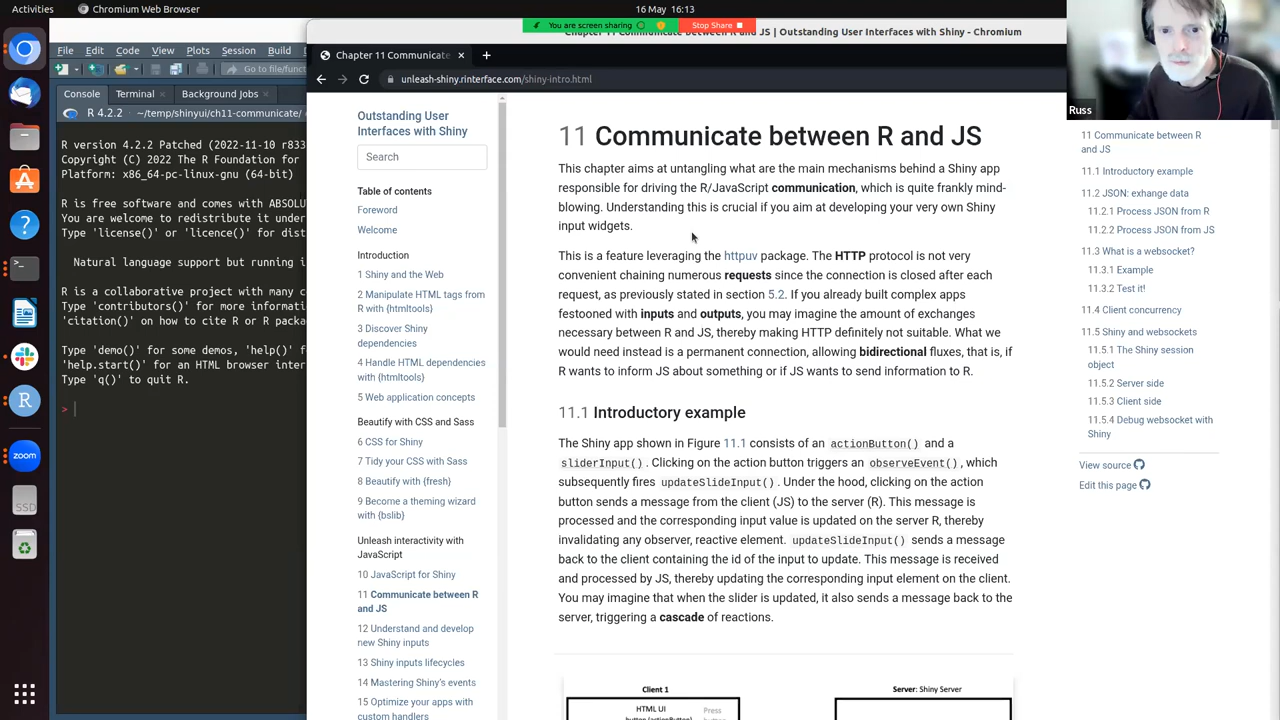 Activities
Chromium Web Browser
16 May 16:13
You are screen sharing
Stop Share
Chapter 11 Communicate between R and JS | Outstanding User Interfaces with Shiny - Chromium
File Edit Code View Plots Session Build
Go to file/funct
Console Terminal Background Jobs
R 4.2.2 · ~/temp/shinyui/ch11-communicate/
R version 4.2.2 Patched (2022-11-10 r833
Copyright (C) 2022 The R Foundation for
Platform: x86_64-pc-linux-gnu (64-bit)
R is free software and comes with ABSOLU
You are welcome to redistribute it under
Type 'license()' or 'licence()' for dist
Natural language support but running i
R is a collaborative project with many c
Type 'contributors()' for more informati
'citation()' on how to cite R or R packa
Type 'demo()' for some demos, 'help()' f
'help.start()' for an HTML browser inter
Type 'q()' to quit R.
>
zoom
SSD
Chapter 11 Communicate
unleash-shiny.rinterface.com/shiny-intro.html
Outstanding User
Interfaces with Shiny
Search
Table of contents
Foreword
Welcome
Introduction
1 Shiny and the Web
2 Manipulate HTML tags from
R with {htmltools}
3 Discover Shiny
dependencies
4 Handle HTML dependencies
with {htmltools}
5 Web application concepts
Beautify with CSS and Sass
6 CSS for Shiny
7 Tidy your CSS with Sass
8 Beautify with {fresh}
9 Become a theming wizard
with {bslib}
Unleash interactivity with
JavaScript
10 JavaScript for Shiny
11 Communicate between R
and JS
12 Understand and develop
new Shiny inputs
13 Shiny inputs lifecycles
14 Mastering Shiny's events
15 Optimize your apps with
custom handlers
11 Communicate between R and JS
This chapter aims at untangling what are the main mechanisms behind a Shiny app
responsible for driving the R/JavaScript communication, which is quite frankly mind-
blowing. Understanding this is crucial if you aim at developing your very own Shiny
input widgets.
This is a feature leveraging the httpuv package. The HTTP protocol is not very
convenient chaining numerous requests since the connection is closed after each
request, as previously stated in section 5.2. If you already built complex apps
festooned with inputs and outputs, you may imagine the amount of exchanges
necessary between R and JS, thereby making HTTP definitely not suitable. What we
would need instead is a permanent connection, allowing bidirectional fluxes, that is, if
R wants to inform JS about something or if JS wants to send information to R.
11.1 Introductory example
The Shiny app shown in Figure 11.1 consists of an actionButton() and a
sliderInput(). Clicking on the action button triggers an observeEvent(), which
subsequently fires updateSlideInput(). Under the hood, clicking on the action
button sends a message from the client (JS) to the server (R). This message is
processed and the corresponding input value is updated on the server R, thereby
invalidating any observer, reactive element. updateSlideInput() sends a message
back to the client containing the id of the input to update. This message is received
and processed by JS, thereby updating the corresponding input element on the client.
You may imagine that when the slider is updated, it also sends a message back to the
server, triggering a cascade of reactions.
Client 1
HTML UI
Press
Server: Shiny Server
Russ
11 Communicate between R
and JS
11.1 Introductory example
11.2 JSON: exhange data
11.2.1 Process JSON from R
11.2.2 Process JSON from JS
11.3 What is a websocket?
11.3.1 Example
11.3.2 Test it!
11.4 Client concurrency
11.5 Shiny and websockets
11.5.1 The Shiny session
object
11.5.2 Server side
11.5.3 Client side
11.5.4 Debug websocket with
Shiny
View source
Edit this page